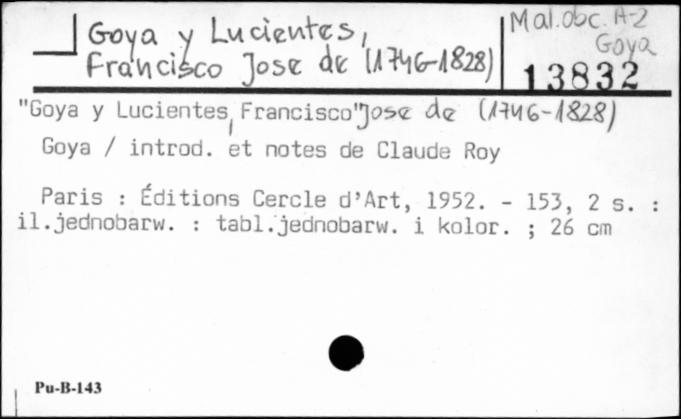 Goya y Lucientes,
Francisco Jose de (1746-1828)
Mal.obc. A-2
Goya
13832
"Goya y Lucientes, Francisco" Jose de (1746-1828)
Goya / introd. et notes de Claude Roy
Paris : Éditions Cercle d'Art, 1952. - 153, 2 s. :
il.jednobarw. : tabl.jednobarw. i kolor. ; 26 cm
Pu-B-143